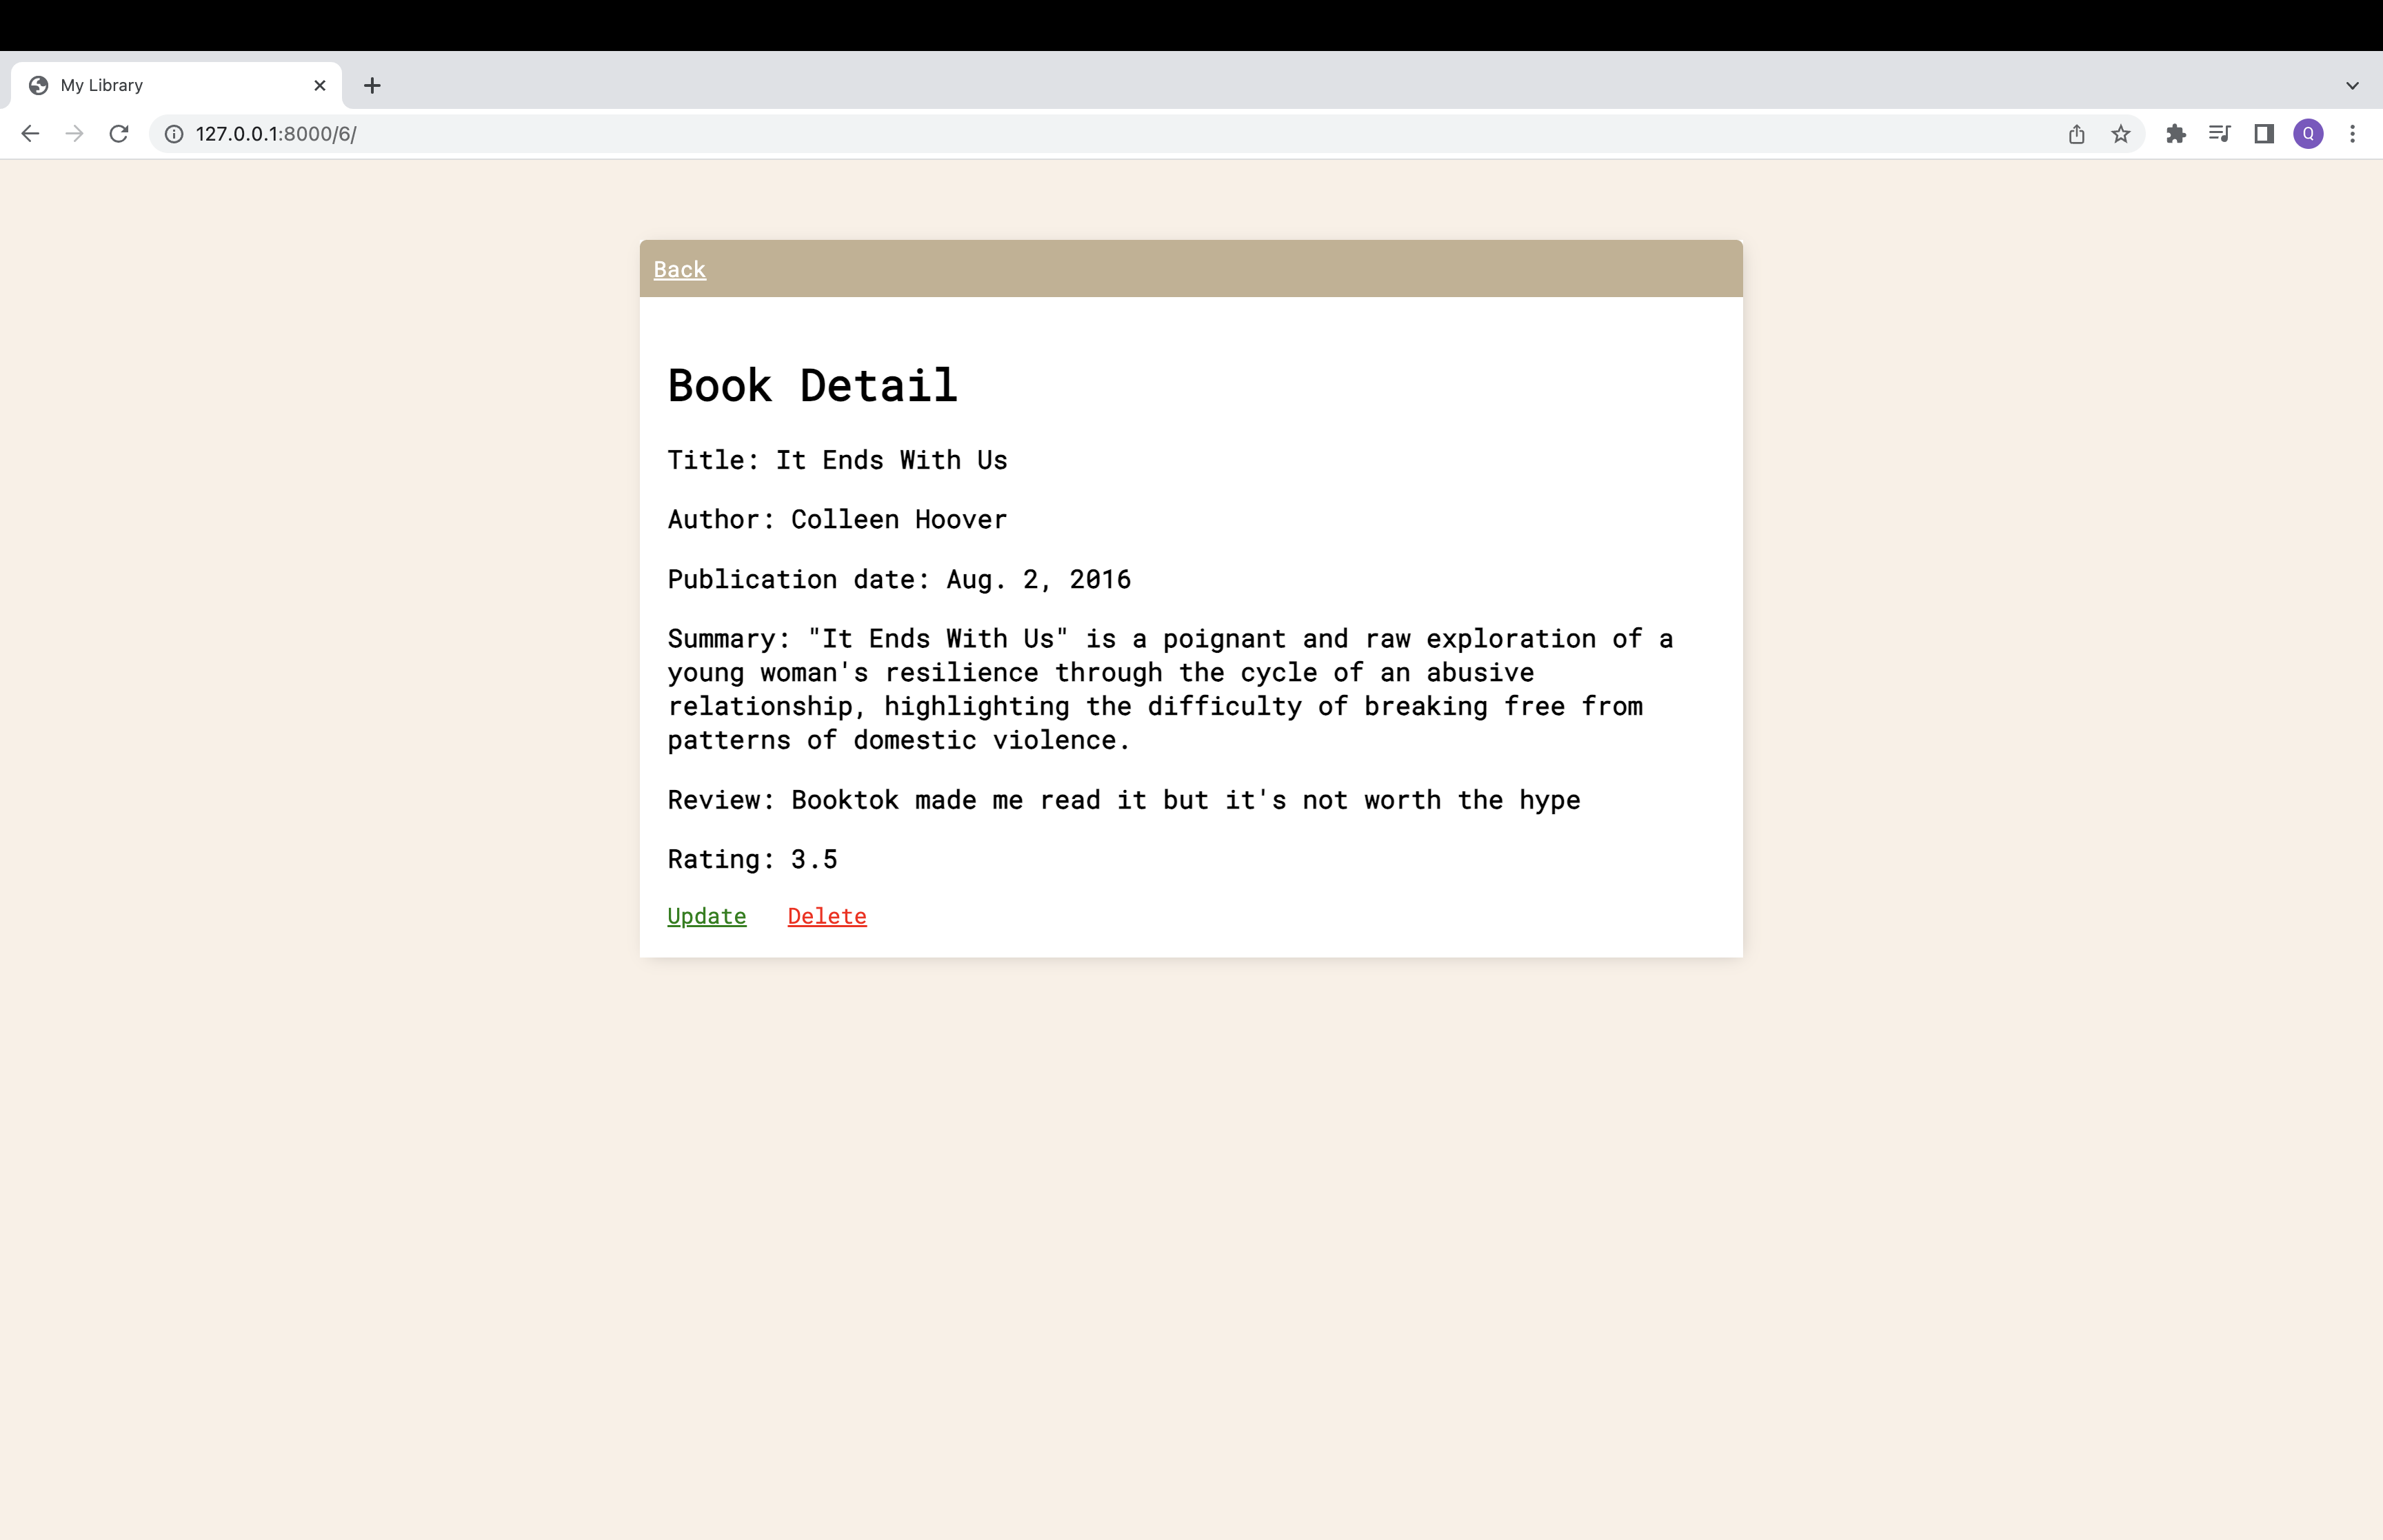 My Library
127.0.0.1:8000/6/
Q
Back
Book Detail
Title: It Ends With Us
Author: Colleen Hoover
Publication date: Aug. 2, 2016
Summary: "It Ends With Us" is a poignant and raw exploration of a
young woman's resilience through the cycle of an abusive
relationship, highlighting the difficulty of breaking free from
patterns of domestic violence.
Review: Booktok made me read it but it's not worth the hype
Rating: 3.5
Update Delete